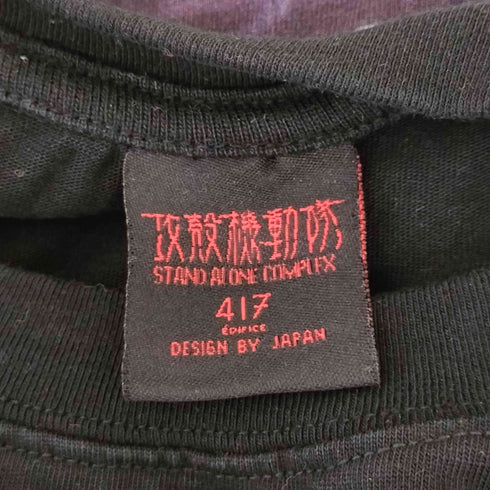 攻殻機動隊
STAND ALONE COMPLEX
417
ÉDIFICE
DESIGN BY JAPAN